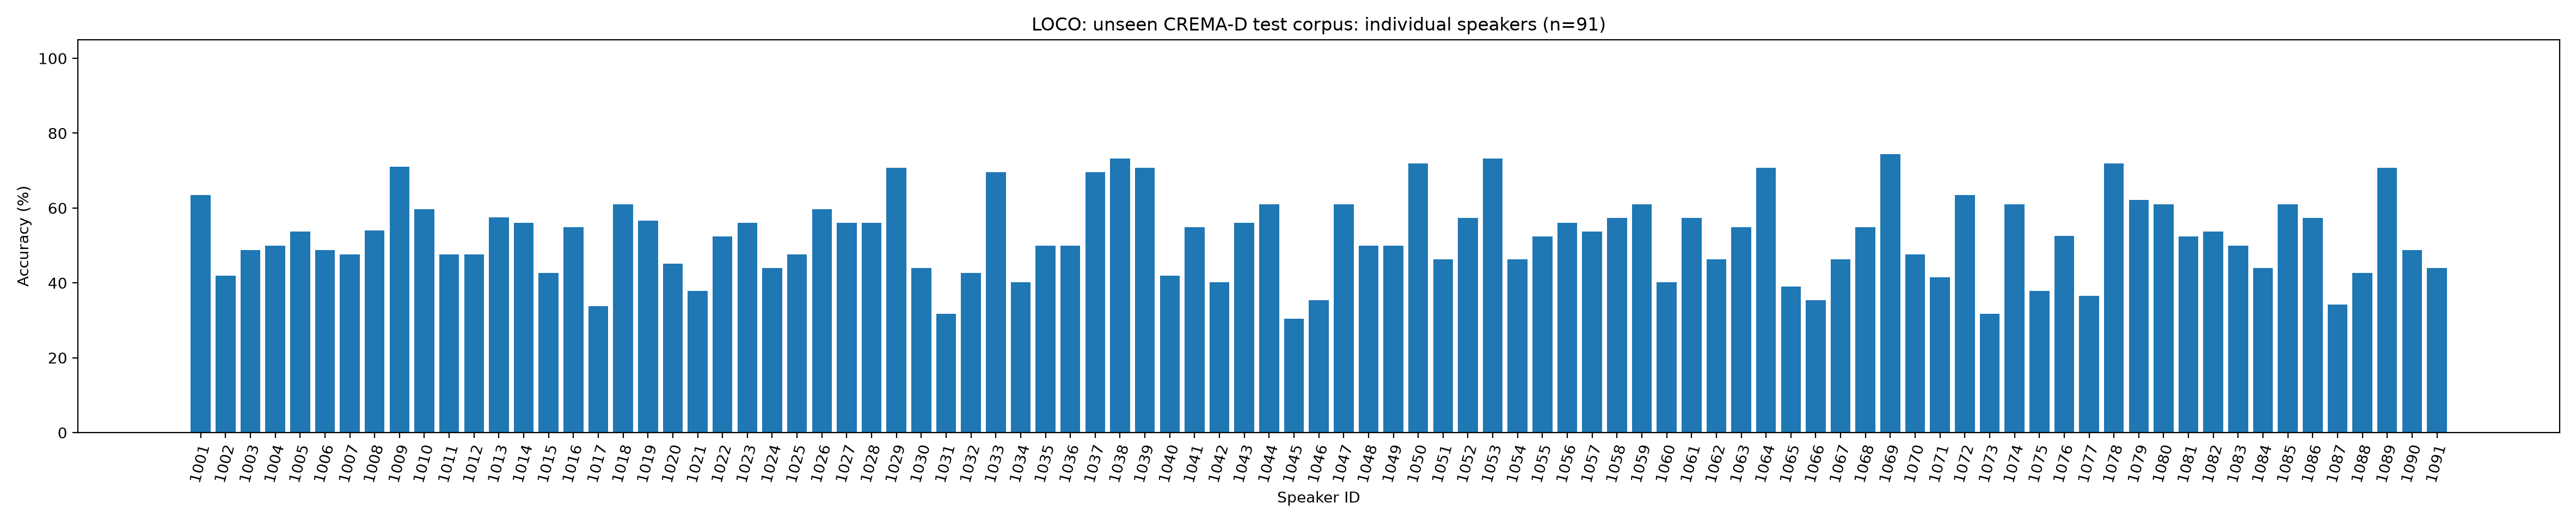 LOCO: unseen CREMA-D test corpus: individual speakers (n=91)
100
80
60
40
20
0
Accuracy (%)
1001 1002 1003 1004 1005 1006 1007 1008 1009 1010 1011 1012 1013 1014 1015 1016 1017 1018 1019 1020 1021 1022 1023 1024 1025 1026 1027 1028 1029 1030 1031 1032 1033 1034 1035 1036 1037 1038 1039 1040 1041 1042 1043 1044 1045 1046 1047 1048 1049 1050 1051 1052 1053 1054 1055 1056 1057 1058 1059 1060 1061 1062 1063 1064 1065 1066 1067 1068 1069 1070 1071 1072 1073 1074 1075 1076 1077 1078 1079 1080 1081 1082 1083 1084 1085 1086 1087 1088 1089 1090 1091
Speaker ID